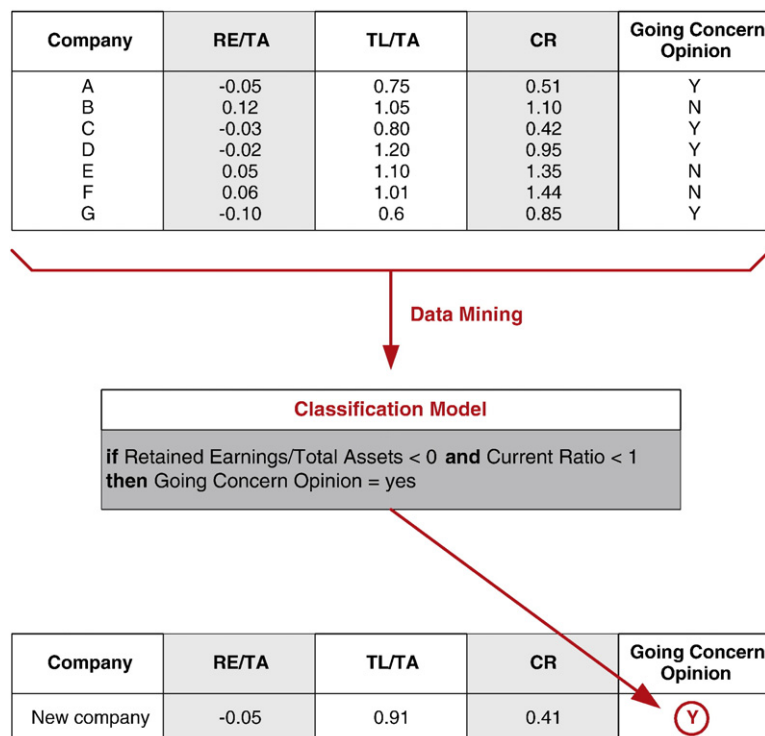 Company RE/TA TL/TA CR Going Concern Opinion
A -0.05 0.75 0.51 Y
B 0.12 1.05 1.10 N
C -0.03 0.80 0.42 Y
D -0.02 1.20 0.95 Y
E 0.05 1.10 1.35 N
F 0.06 1.01 1.44 N
G -0.10 0.6 0.85 Y
Data Mining
Classification Model
if Retained Earnings/Total Assets < 0 and Current Ratio < 1
then Going Concern Opinion = yes
Company RE/TA TL/TA CR Going Concern Opinion
New company -0.05 0.91 0.41 Y